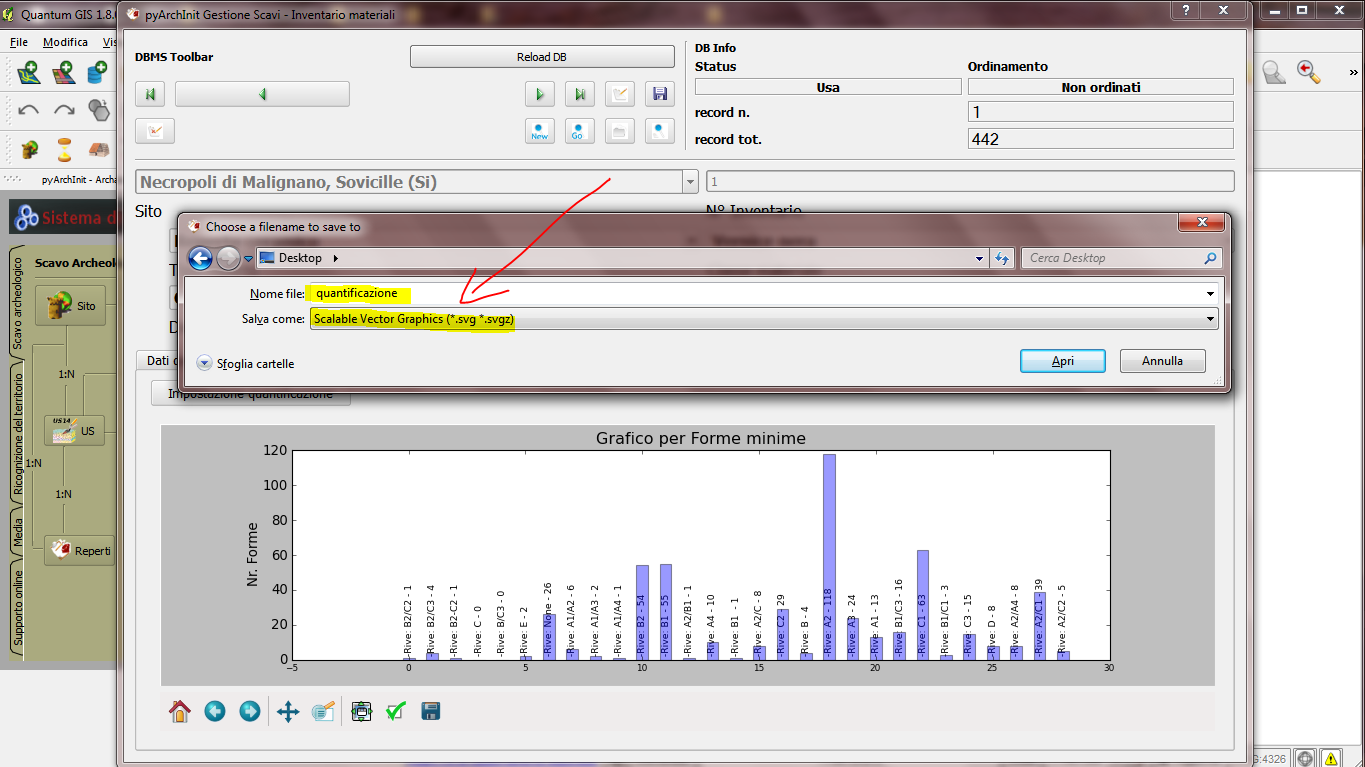 Quantum GIS 1.8.
pyArchInit Gestione Scavi - Inventario materiali
File Modifica Vis
DBMS Toolbar
Reload DB
DB Info
Status
Ordinamento
Usa
Non ordinati
record n.
1
record tot.
442
New
Go
»
pyArchInit - Archa
Necropoli di Malignano, Sovicille (Si)
1
Sito
N° Inventario
Sistema d
Choose a filename to save to
Desktop
Cerca Desktop
Nome file:
quantificazione
Salva come:
Scalable Vector Graphics (*.svg *.svgz)
Sfoglia cartelle
Apri
Annulla
Scavo archeologico
Ricognizione del territorio
Media
Supporto online
Scavo Archeol
Sito
1:N
US14
US
1:N
1:N
Reperti
Dati d
Impostazione quantificazione
Grafico per Forme minime
Nr. Forme
120
100
80
60
40
20
0
-Rive: B2/C2 - 1
-Rive: B2/C3 - 4
-Rive: B2-C2 - 1
-Rive: C - 0
-Rive: B/C3 - 0
-Rive: E - 2
-Rive: None - 26
-Rive: A1/A2 - 6
-Rive: A1/A3 - 2
-Rive: A1/A4 - 1
-Rive: B2 - 54
-Rive: B1 - 55
-Rive: A2/B1 - 1
-Rive: A4 - 10
-Rive: B1 - 1
-Rive: A2/C - 8
-Rive: C2 - 29
-Rive: B - 4
-Rive: A2 - 118
-Rive: A3 - 24
-Rive: A1 - 13
-Rive: B1/C3 - 16
-Rive: C1 - 63
-Rive: B1/C1 - 3
-Rive: C3 - 15
-Rive: D - 8
-Rive: A2/A4 - 8
-Rive: A2/C1 - 39
-Rive: A2/C2 - 5
−5 0 5 10 15 20 25 30
:4326